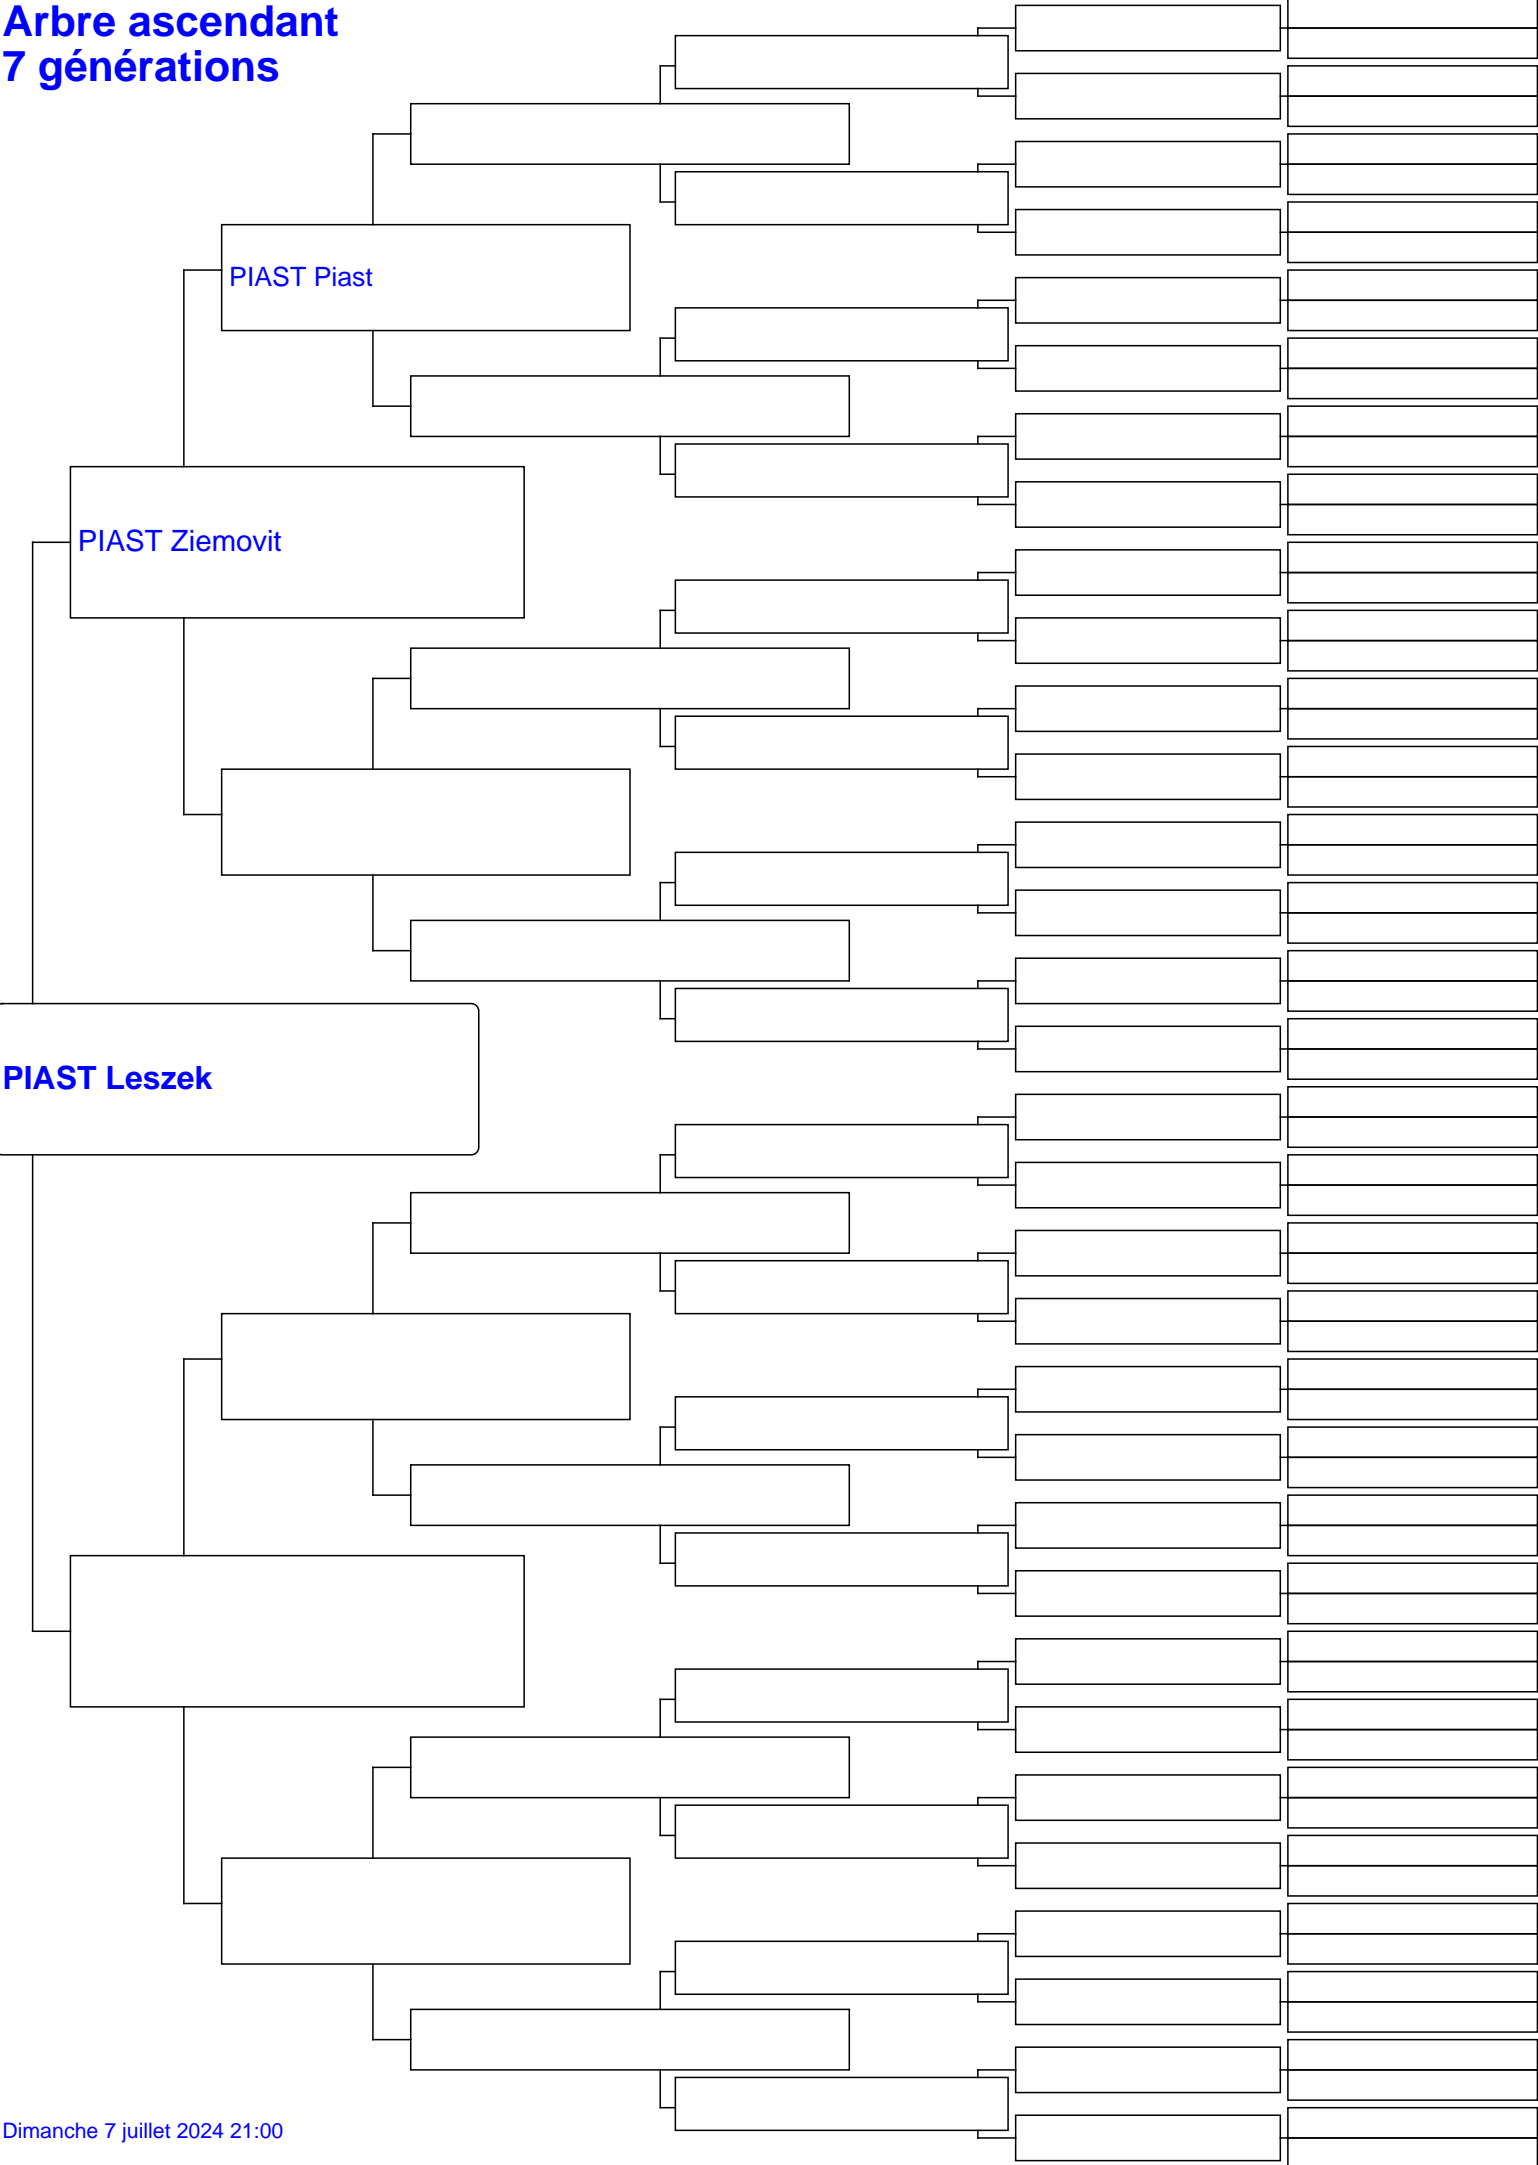 Arbre ascendant
7 générations
PIAST Piast
PIAST Ziemovit
PIAST Leszek
Dimanche 7 juillet 2024 21:00